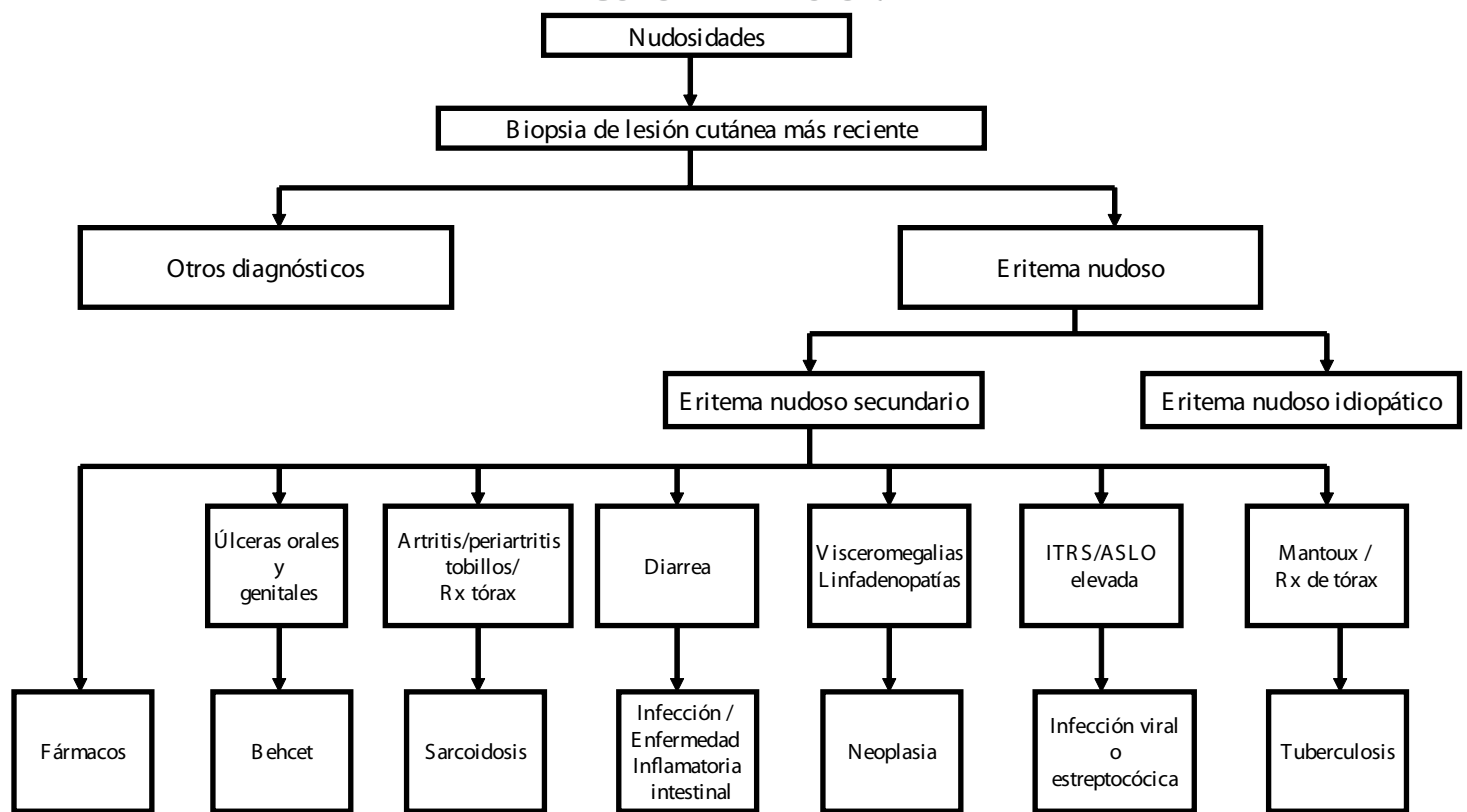 Nudosidades
Biopsia de lesión cutánea más reciente
Otros diagnósticos
Eritema nudoso
Eritema nudoso secundario
Eritema nudoso idiopático
Úlceras orales
y
genitales
Artritis/periartritis
tobillos/
Rx tórax
Diarrea
Visceromegalias
Linfadenopatías
ITRS/ASLO
elevada
Mantoux /
Rx de tórax
Fármacos
Behcet
Sarcoidosis
Infección /
Enfermedad
Inflamatoria
intestinal
Neoplasia
Infección viral
o
estreptocócica
Tuberculosis